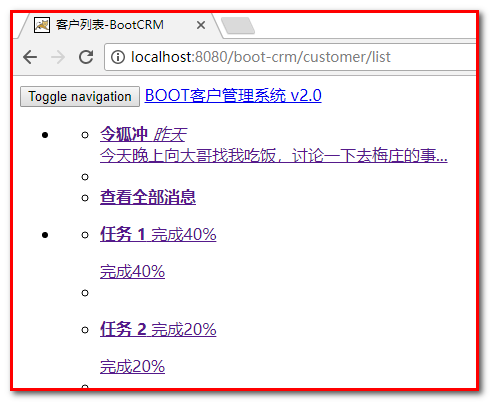 客户列表-BootCRM
localhost:8080/boot-crm/customer/list
Toggle navigation BOOT客户管理系统 v2.0
令狐冲 昨天
今天晚上向大哥找我吃饭，讨论一下去梅庄的事...
查看全部消息
任务 1 完成40%
完成40%
任务 2 完成20%
完成20%